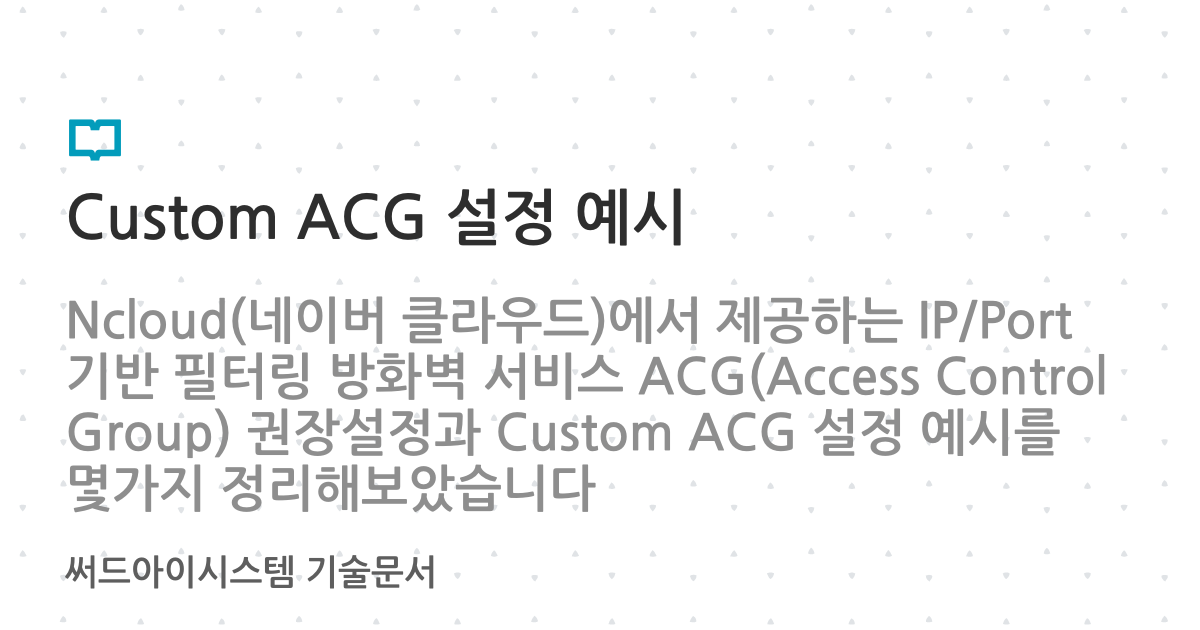 Custom ACG 설정 예시
Ncloud(네이버 클라우드)에서 제공하는 IP/Port
기반 필터링 방화벽 서비스 ACG(Access Control
Group) 권장설정과 Custom ACG 설정 예시를
몇가지 정리해보았습니다
써드아이시스템 기술문서